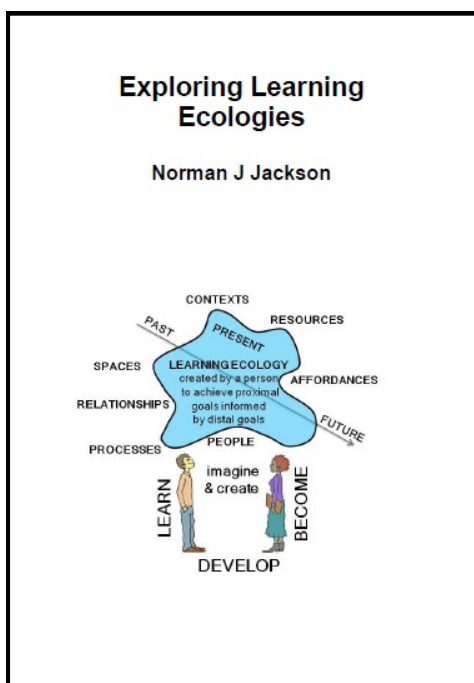 Exploring Learning
Ecologies
Norman J Jackson
CONTEXTS
RESOURCES
PAST
PRESENT
SPACES
LEARNING ECOLOGY
created by a person
AFFORDANCES
to achieve proximal
RELATIONSHIPS
goals informed
FUTURE
by distal goals
PEOPLE
PROCESSES
imagine
& create
LEARN
BECOME
DEVELOP